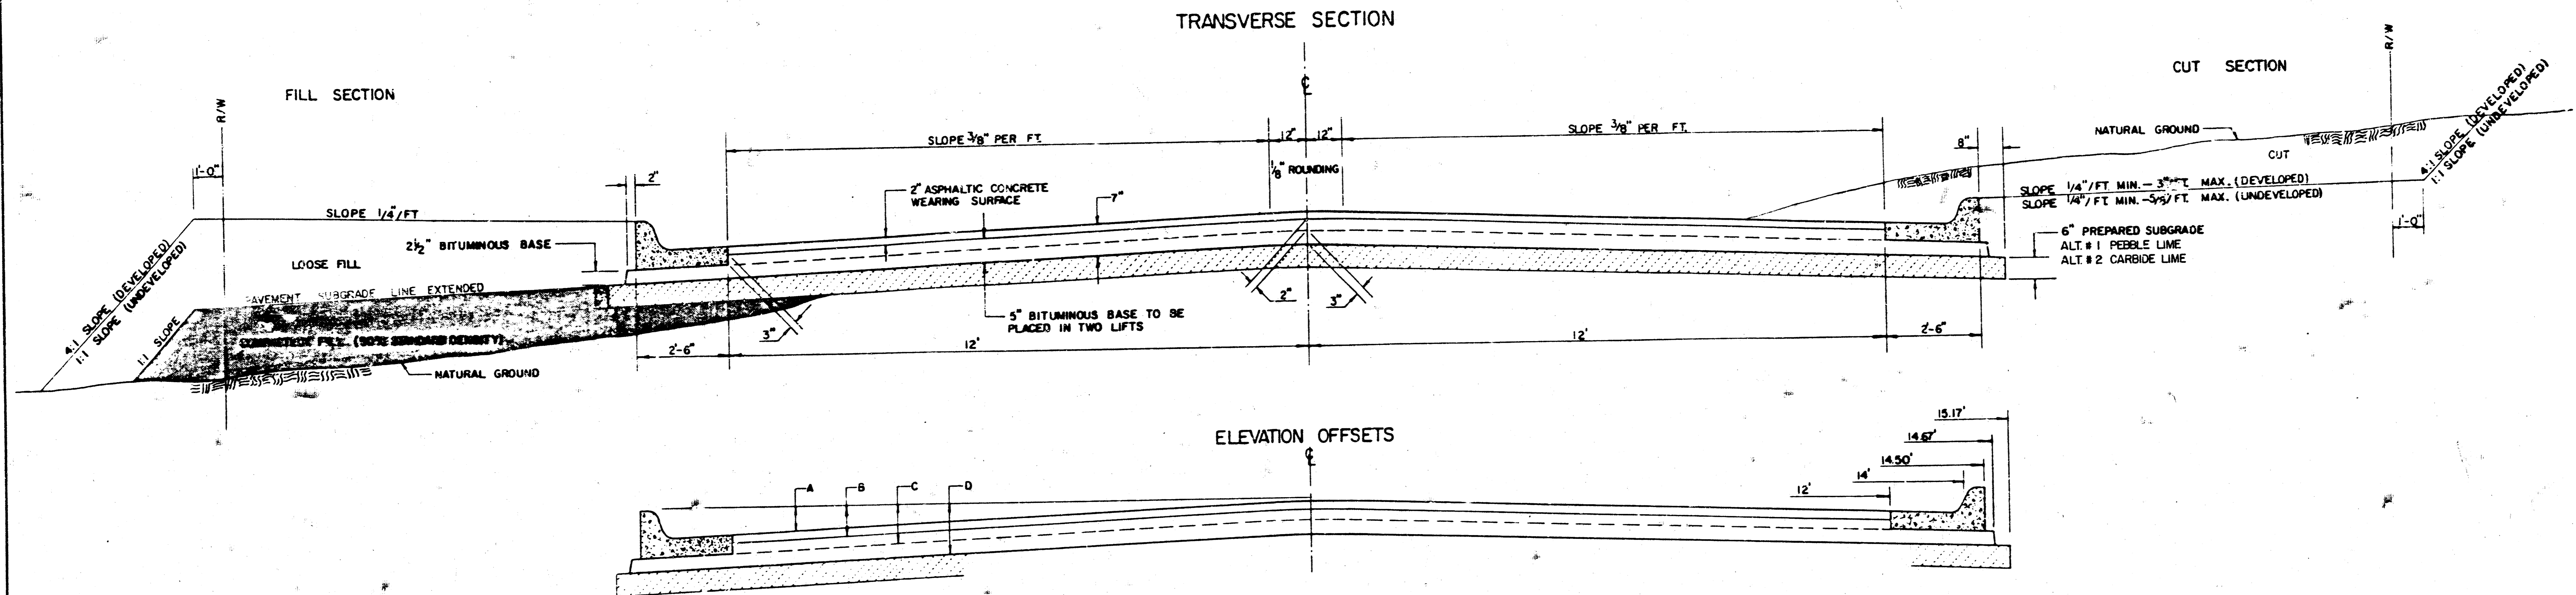 TRANSVERSE SECTION
FILL SECTION
CUT SECTION
R/W
R/W
℄
SLOPE 3/8" PER FT.
12"
12"
SLOPE 3/8" PER FT.
1/8" ROUNDING
8"
NATURAL GROUND
CUT
4:1 SLOPE (DEVELOPED)
1:1 SLOPE (UNDEVELOPED)
1'-0"
2"
2" ASPHALTIC CONCRETE
WEARING SURFACE
7"
SLOPE 1/4"/FT
SLOPE 1/4"/FT MIN.- MAX. (DEVELOPED)
SLOPE 1/4"/FT MIN. MAX. (UNDEVELOPED)
1'-0"
2½" BITUMINOUS BASE
6" PREPARED SUBGRADE
ALT. #1 PEBBLE LIME
ALT. #2 CARBIDE LIME
LOOSE FILL
PAVEMENT SUBGRADE LINE EXTENDED
4:1 SLOPE (DEVELOPED)
1:1 SLOPE (UNDEVELOPED)
1:1 SLOPE
COMPACTED FILL (90% STANDARD DENSITY)
NATURAL GROUND
3"
5" BITUMINOUS BASE TO BE
PLACED IN TWO LIFTS
2"
3"
2'-6"
12'
12'
2'-6"
ELEVATION OFFSETS
℄
15.17'
14.67'
14.50'
14'
12'
A
B
C
D